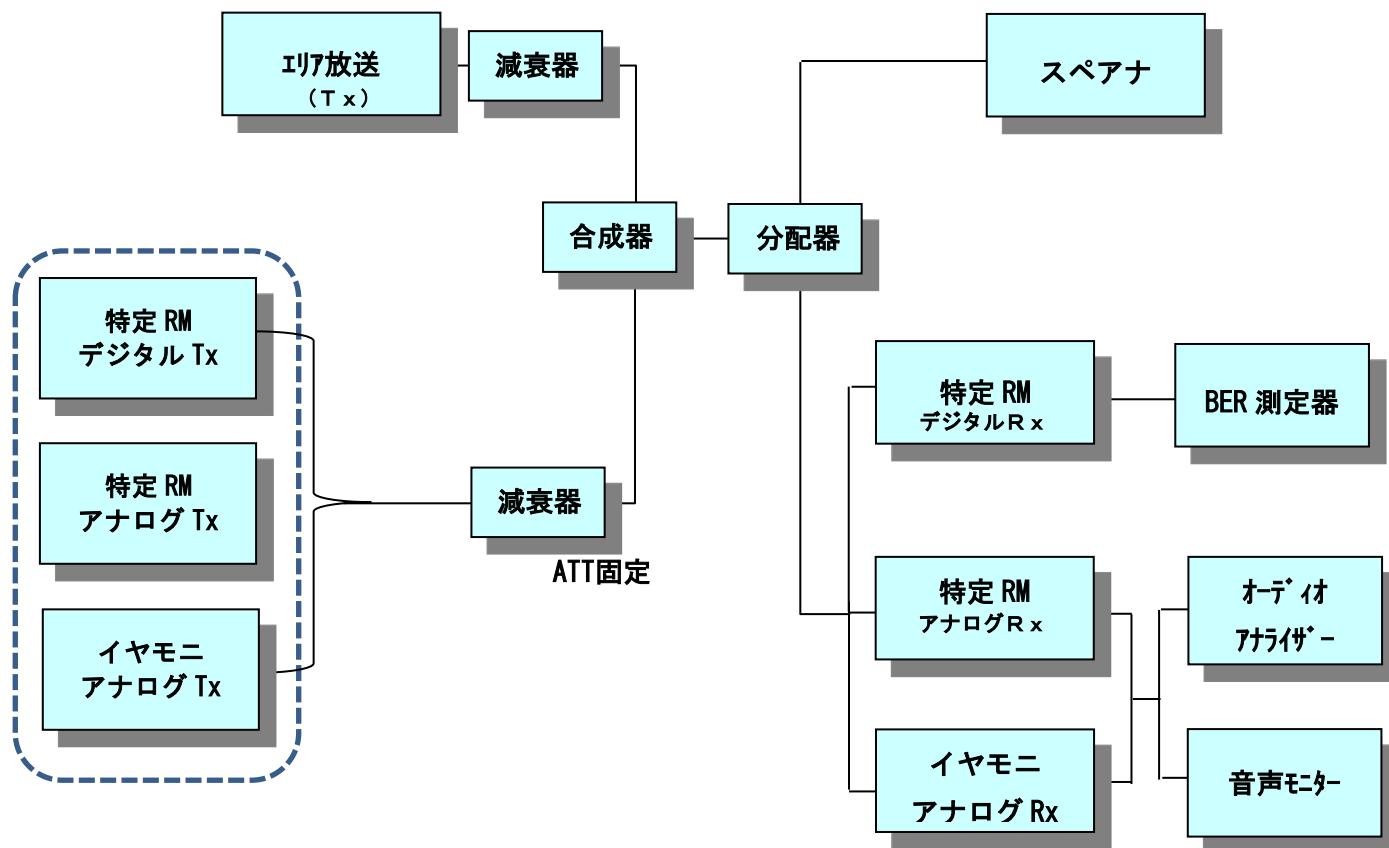 エリア放送
（Ｔｘ）
減衰器
スペアナ
合成器
分配器
特定 RM
デジタル Tx
特定 RM
アナログ Tx
イヤモニ
アナログ Tx
減衰器
ATT固定
特定 RM
デジタルＲｘ
BER 測定器
特定 RM
アナログＲｘ
オーディオ
アナライザー
イヤモニ
アナログ Rx
音声モニター